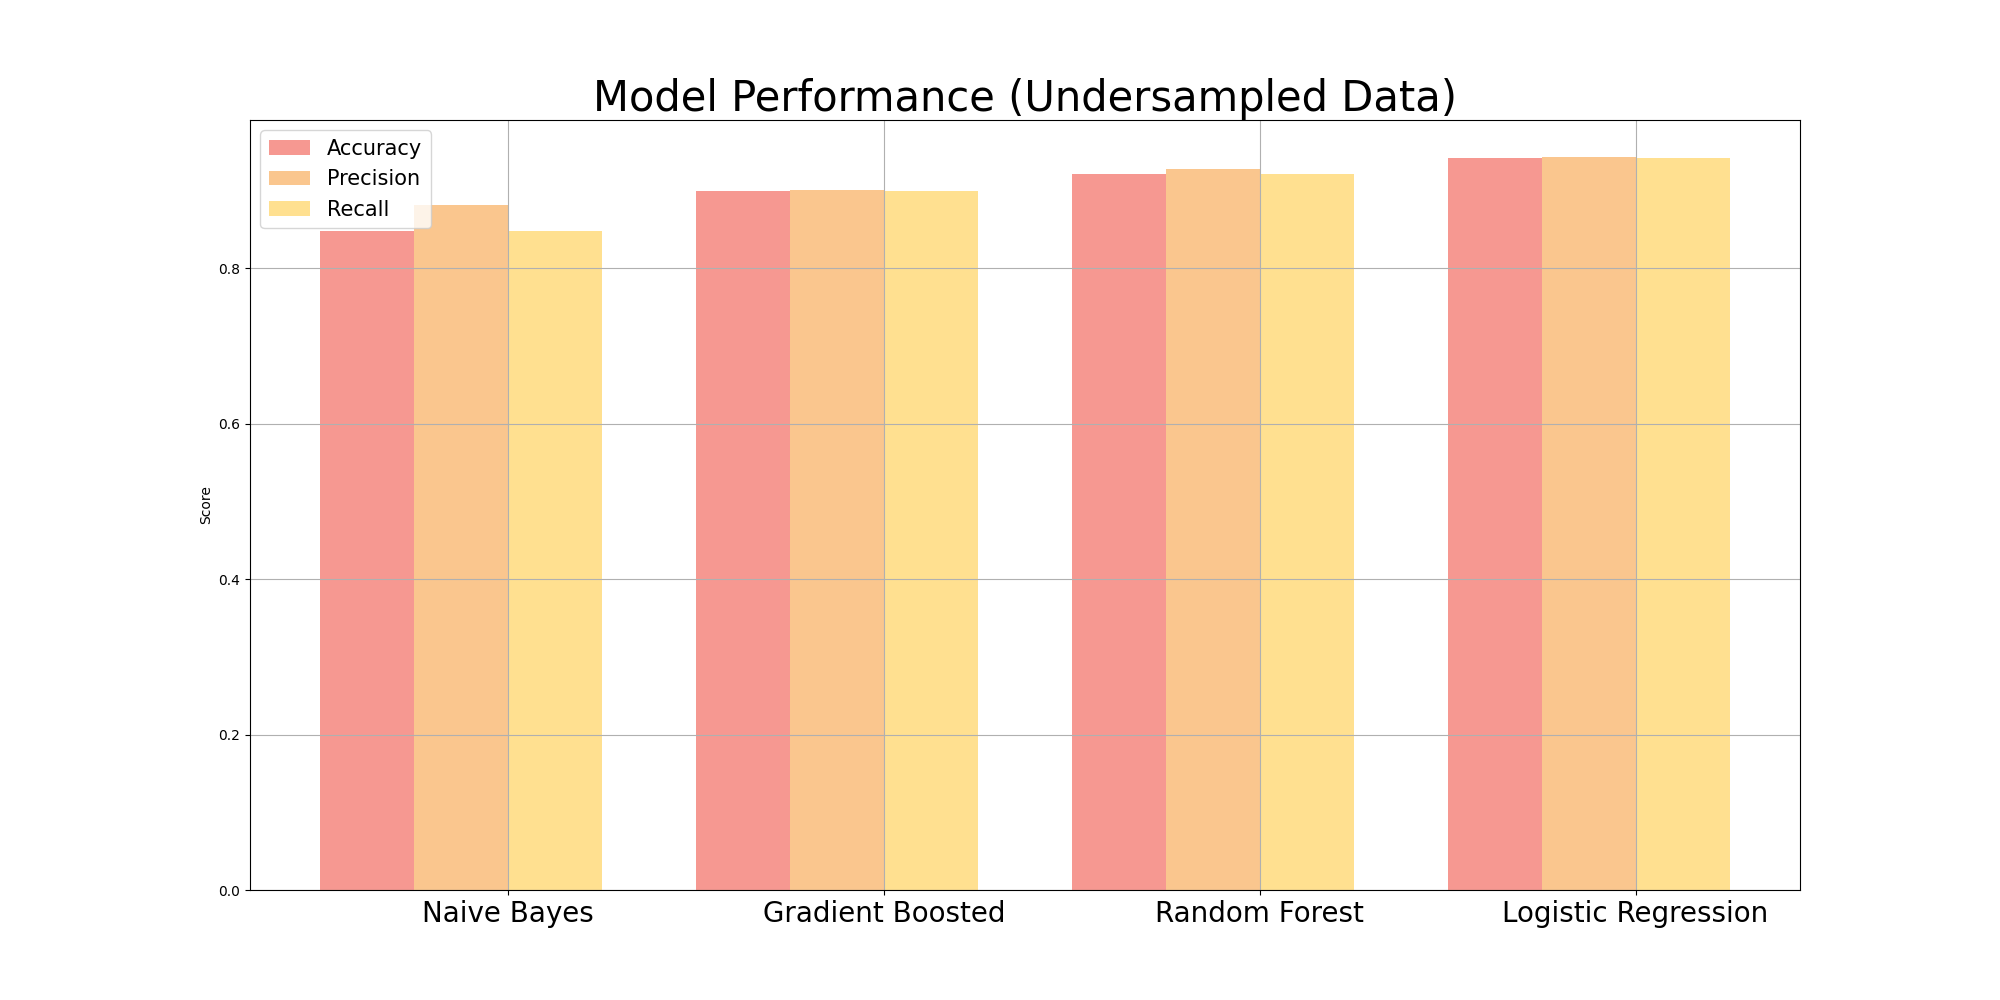 Model Performance (Undersampled Data)
Accuracy
Precision
Recall
0.8
0.6
0.4
0.2
0.0
Score
Naive Bayes
Gradient Boosted
Random Forest
Logistic Regression